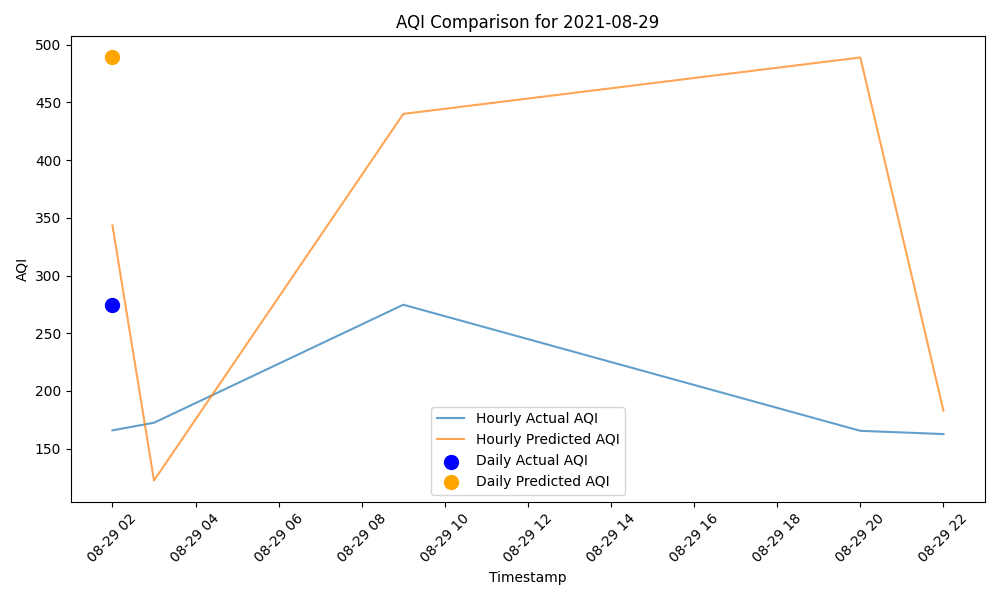 AQI Comparison for 2021-08-29
AQI
500
450
400
350
300
250
200
150
Hourly Actual AQI
Hourly Predicted AQI
Daily Actual AQI
Daily Predicted AQI
08-29 02
08-29 04
08-29 06
08-29 08
08-29 10
08-29 12
08-29 14
08-29 16
08-29 18
08-29 20
08-29 22
Timestamp